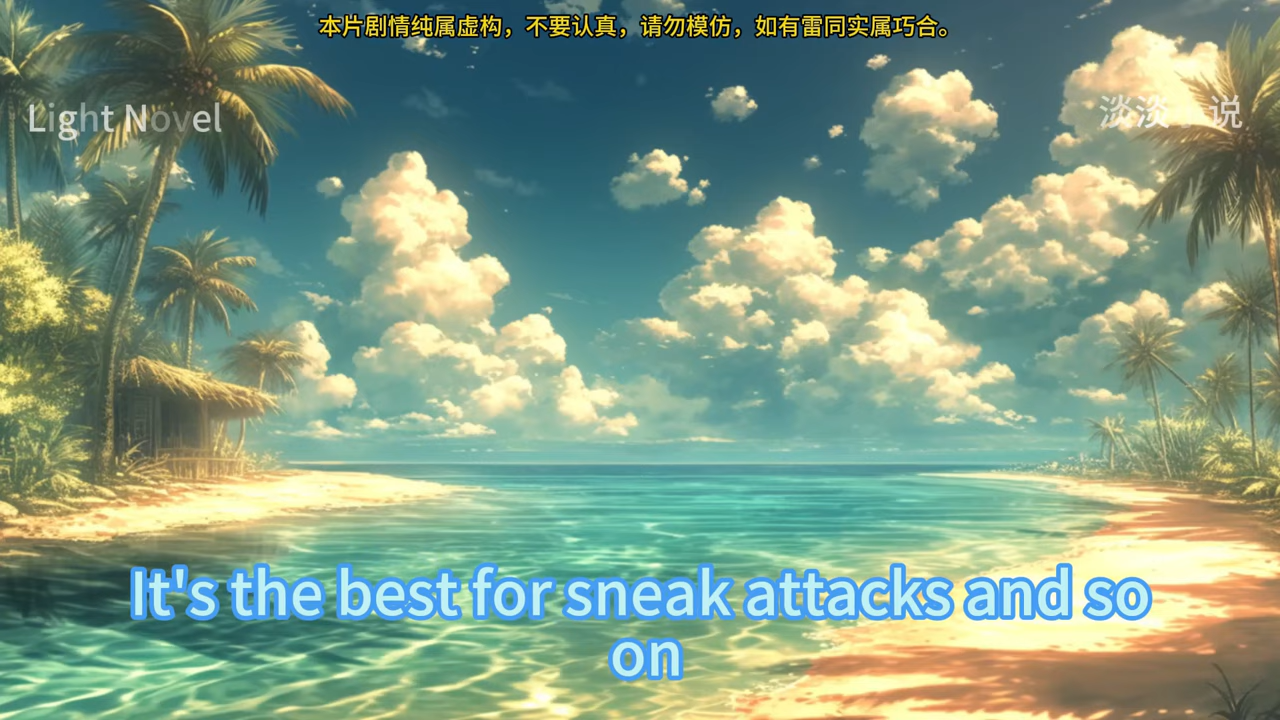 本片剧情纯属虚构，不要认真，请勿模仿，如有雷同实属巧合。
Light Novel
淡淡小说
It's the best for sneak attacks and so
on